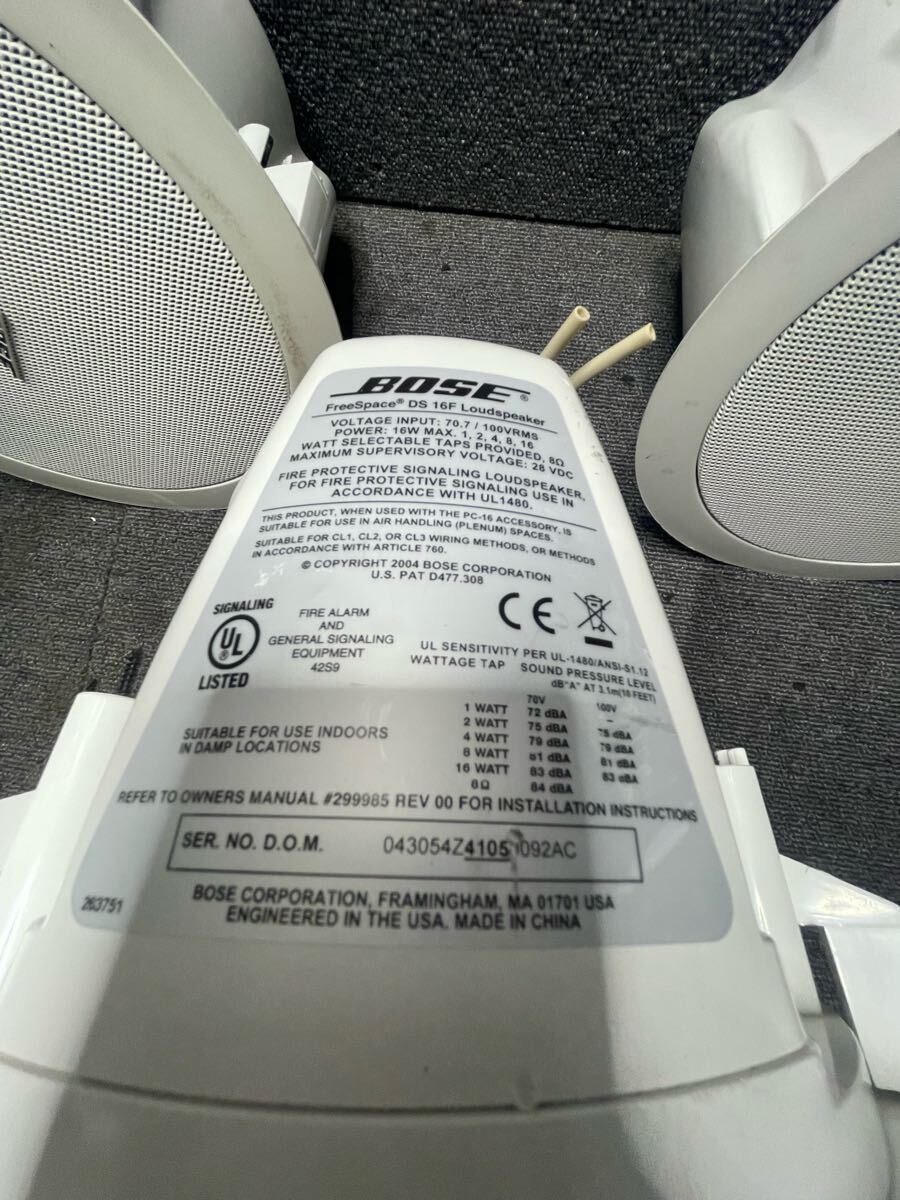 BOSE®
FreeSpace® DS 16F Loudspeaker
VOLTAGE INPUT: 70.7 / 100VRMS
POWER: 16W MAX. 1, 2, 4, 8, 16
WATT SELECTABLE TAPS PROVIDED, 8Ω
MAXIMUM SUPERVISORY VOLTAGE: 28 VDC
FIRE PROTECTIVE SIGNALING LOUDSPEAKER,
FOR FIRE PROTECTIVE SIGNALING USE IN
ACCORDANCE WITH UL1480.
THIS PRODUCT, WHEN USED WITH THE PC-16 ACCESSORY, IS
SUITABLE FOR USE IN AIR HANDLING (PLENUM) SPACES.
SUITABLE FOR CL1, CL2, OR CL3 WIRING METHODS, OR METHODS
IN ACCORDANCE WITH ARTICLE 760.
© COPYRIGHT 2004 BOSE CORPORATION
U.S. PAT D477.308
SIGNALING
UL
LISTED
FIRE ALARM
AND
GENERAL SIGNALING
EQUIPMENT
42S9
CE
UL SENSITIVITY PER UL-1480/ANSI-S1.12
WATTAGE TAP SOUND PRESSURE LEVEL
dB"A" AT 3.1m(10 FEET)
70V 100V
1 WATT 72 dBA –
2 WATT 75 dBA 75 dBA
4 WATT 79 dBA 79 dBA
8 WATT 81 dBA 81 dBA
16 WATT 83 dBA 83 dBA
8Ω 84 dBA
SUITABLE FOR USE INDOORS
IN DAMP LOCATIONS
REFER TO OWNERS MANUAL #299985 REV 00 FOR INSTALLATION INSTRUCTIONS
SER. NO. D.O.M. 043054Z4105
263751
BOSE CORPORATION, FRAMINGHAM, MA 01701 USA
ENGINEERED IN THE USA. MADE IN CHINA